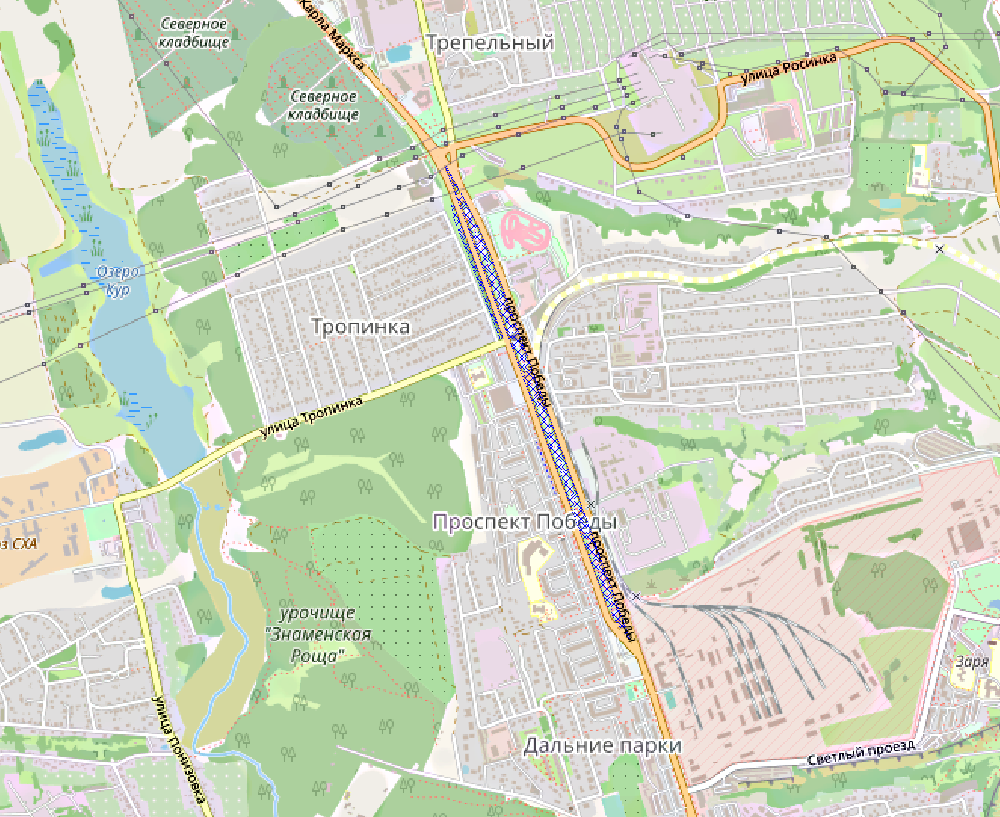 Карла Маркса
Северное
кладбище
Трепельный
улица Росинка
Северное
кладбище
Озеро
Кур
Тропинка
проспект Победы
улица Тропинка
Проспект Победы
СХА
проспект Победы
урочище
"Знаменская
Роща"
Заря
улица Понизовка
Дальние парки
Светлый проезд